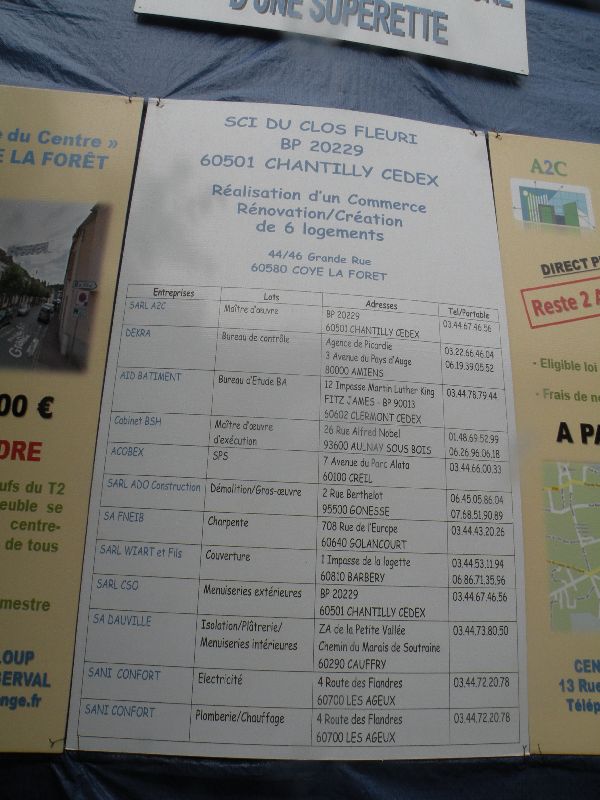 D'UNE SUPERETTE
e du Centre »
E LA FORÊT
00 €
DRE
ufs du T2
neuble se
centre-
de tous
mestre
LOUP
BERVAL
nge.fr
SCI DU CLOS FLEURI
BP 20229
60501 CHANTILLY CEDEX
Réalisation d'un Commerce
Rénovation/Création
de 6 logements
44/46 Grande Rue
60580 COYE LA FORET
Entreprises Lots Adresses Tel/Portable
SARL A2C Maître d'œuvre BP 20229 03.44.67.46.56
60501 CHANTILLY CEDEX
DEKRA Bureau de contrôle Agence de Picardie 03.22.66.46.04
3 Avenue du Pays d'Auge 06.19.39.05.52
80000 AMIENS
AID BATIMENT Bureau d'Etude BA 12 Impasse Martin Luther King 03.44.78.79.44
FITZ JAMES - BP 90013
60602 CLERMONT CEDEX
Cabinet BSH Maître d'œuvre 26 Rue Alfred Nobel 01.48.69.52.99
d'exécution 93600 AULNAY SOUS BOIS 06.26.96.06.18
ACOBEX SPS 7 Avenue du Parc Alata 03.44.66.00.33
60100 CREIL
SARL ADO Construction Démolition/Gros-œuvre 2 Rue Berthelot 06.45.05.86.04
95500 GONESSE 07.68.51.90.89
SA FNEIB Charpente 708 Rue de l'Europe 03.44.43.20.26
60640 GOLANCOURT
SARL WIART et Fils Couverture 1 Impasse de la logette 03.44.53.11.94
60810 BARBERY 06.86.71.35.96
SARL CSO Menuiseries extérieures BP 20229 03.44.67.46.56
60501 CHANTILLY CEDEX
SA DAUVILLE Isolation/Plâtrerie/ ZA de la Petite Vallée 03.44.73.80.50
Menuiseries intérieures Chemin du Marais de Soutraine
60290 CAUFFRY
SANI CONFORT Electricité 4 Route des Flandres 03.44.72.20.78
60700 LES AGEUX
SANI CONFORT Plomberie/Chauffage 4 Route des Flandres 03.44.72.20.78
60700 LES AGEUX
A2C
DIRECT P
Reste 2 A
- Eligible loi
- Frais de no
A PA
CEN
13 Rue
Télép